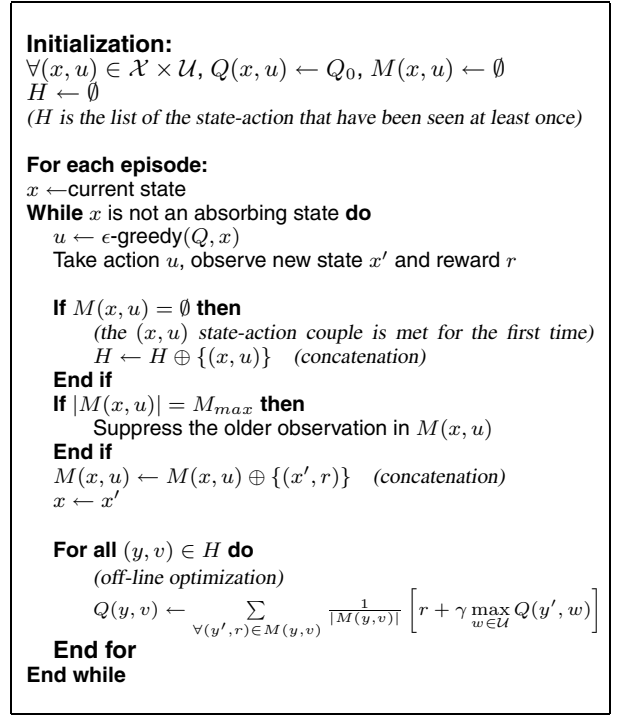 Initialization:
∀(x, u) ∈ 𝒳 × 𝒰, Q(x, u) ← Q₀, M(x, u) ← ∅
H ← ∅
(H is the list of the state-action that have been seen at least once)
For each episode:
x ←current state
While x is not an absorbing state do
u ← ϵ-greedy(Q, x)
Take action u, observe new state x′ and reward r
If M(x, u) = ∅ then
(the (x, u) state-action couple is met for the first time)
H ← H ⊕ {(x, u)} (concatenation)
End if
If |M(x, u)| = Mₘₐₓ then
Suppress the older observation in M(x, u)
End if
M(x, u) ← M(x, u) ⊕ {(x′, r)} (concatenation)
x ← x′
For all (y, v) ∈ H do
(off-line optimization)
Q(y, v) ← ∑_{∀(y′,r)∈M(y,v)} 1/|M(y,v)| [r + γ max_{w∈𝒰} Q(y′, w)]
End for
End while